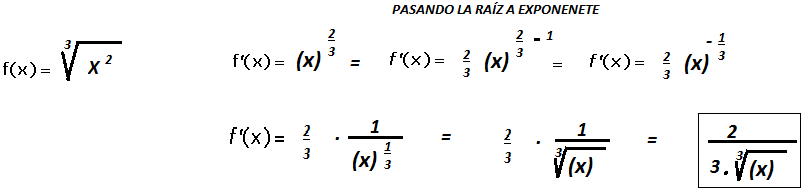 PASANDO LA RAÍZ A EXPONENETE
f(x) = ∛X² f'(x) = (x)^(2/3) = f'(x) = 2/3 (x)^(2/3 - 1) = f'(x) = 2/3 (x)^(-1/3)
f'(x) = 2/3 · 1/(x)^(1/3) = 2/3 · 1/∛(x) = 2/(3 . ∛(x))